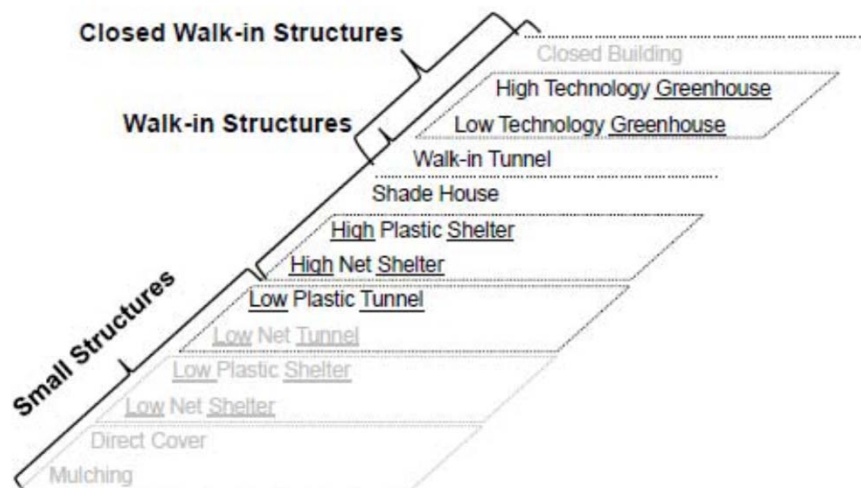 Closed Walk-in Structures
Closed Building
High Technology Greenhouse
Walk-in Structures
Low Technology Greenhouse
Walk-in Tunnel
Shade House
High Plastic Shelter
High Net Shelter
Small Structures
Low Plastic Tunnel
Low Net Tunnel
Low Plastic Shelter
Low Net Shelter
Direct Cover
Mulching